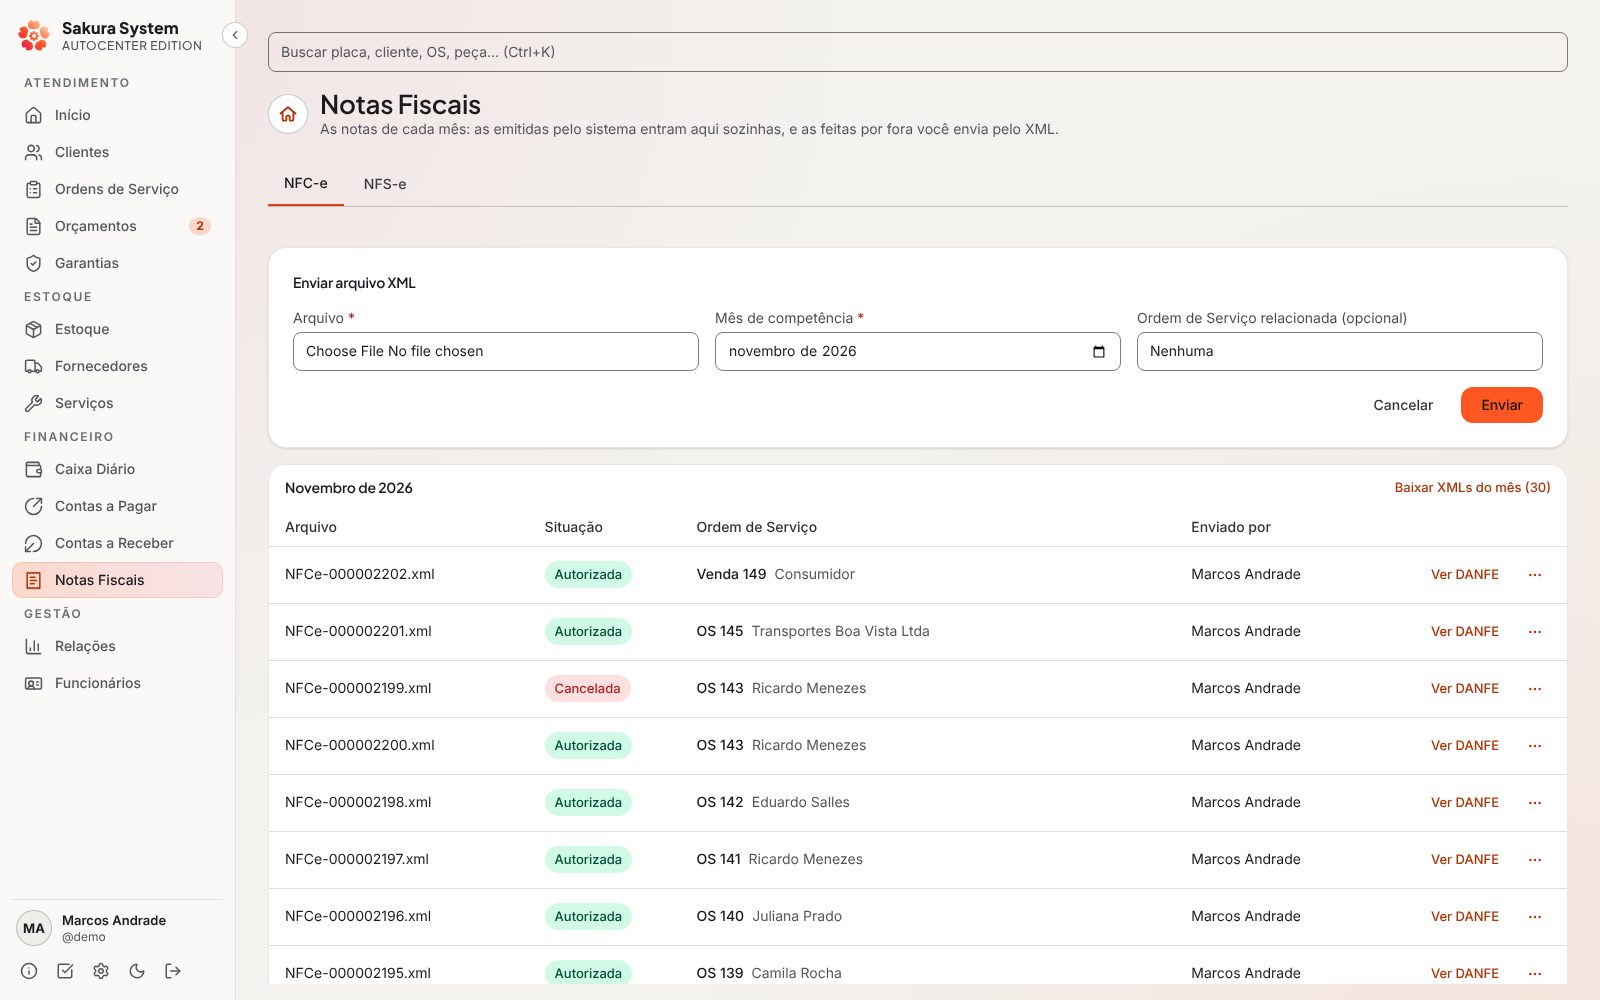 Sakura System
AUTOCENTER EDITION
ATENDIMENTO
Início
Clientes
Ordens de Serviço
Orçamentos 2
Garantias
ESTOQUE
Estoque
Fornecedores
Serviços
FINANCEIRO
Caixa Diário
Contas a Pagar
Contas a Receber
Notas Fiscais
GESTÃO
Relações
Funcionários
MA Marcos Andrade
@demo
Buscar placa, cliente, OS, peça... (Ctrl+K)
Notas Fiscais
As notas de cada mês: as emitidas pelo sistema entram aqui sozinhas, e as feitas por fora você envia pelo XML.
NFC-e NFS-e
Enviar arquivo XML
Arquivo * Mês de competência * Ordem de Serviço relacionada (opcional)
Choose File No file chosen novembro de 2026 Nenhuma
Cancelar Enviar
Novembro de 2026 Baixar XMLs do mês (30)
Arquivo Situação Ordem de Serviço Enviado por
NFCe-000002202.xml Autorizada Venda 149 Consumidor Marcos Andrade Ver DANFE ...
NFCe-000002201.xml Autorizada OS 145 Transportes Boa Vista Ltda Marcos Andrade Ver DANFE ...
NFCe-000002199.xml Cancelada OS 143 Ricardo Menezes Marcos Andrade Ver DANFE ...
NFCe-000002200.xml Autorizada OS 143 Ricardo Menezes Marcos Andrade Ver DANFE ...
NFCe-000002198.xml Autorizada OS 142 Eduardo Salles Marcos Andrade Ver DANFE ...
NFCe-000002197.xml Autorizada OS 141 Ricardo Menezes Marcos Andrade Ver DANFE ...
NFCe-000002196.xml Autorizada OS 140 Juliana Prado Marcos Andrade Ver DANFE ...
NFCe-000002195.xml Autorizada OS 139 Camila Rocha Marcos Andrade Ver DANFE ...